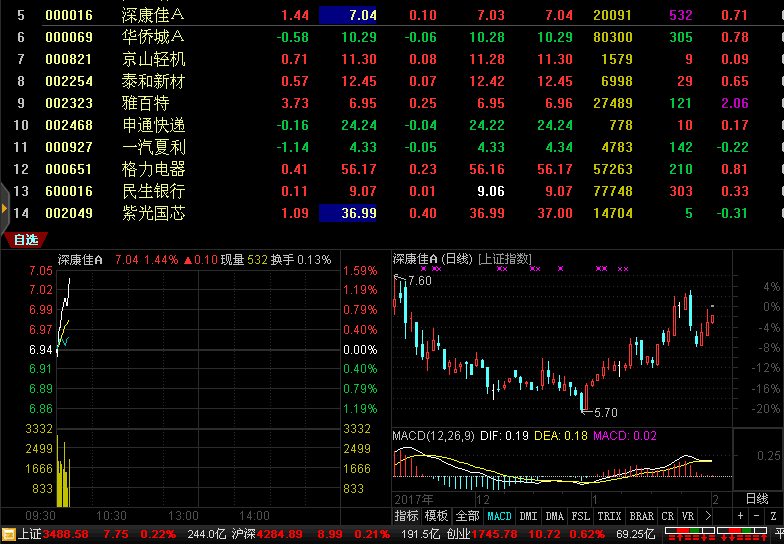 5 000016 深康佳A 1.44 7.04 0.10 7.03 7.04 20091 532 0.71
6 000069 华侨城A -0.58 10.29 -0.06 10.28 10.29 80300 305 0.78
7 000821 京山轻机 0.71 11.30 0.08 11.28 11.30 1579 9 0.09
8 002254 泰和新材 0.57 12.45 0.07 12.42 12.45 6998 29 0.65
9 002323 雅百特 3.73 6.95 0.25 6.95 6.96 27489 121 2.06
10 002468 申通快递 -0.16 24.24 -0.04 24.22 24.24 778 10 0.17
11 000927 一汽夏利 -1.14 4.33 -0.05 4.33 4.34 4783 142 -0.22
12 000651 格力电器 0.41 56.17 0.23 56.16 56.17 57263 210 0.81
13 600016 民生银行 0.11 9.07 0.01 9.06 9.07 77748 303 0.33
14 002049 紫光国芯 1.09 36.99 0.40 36.99 37.00 14704 5 -0.31
自选
深康佳A 7.04 1.44% ▲0.10 现量 532 换手 0.13%
7.05 1.59%
7.02 1.19%
6.99 0.79%
6.97 0.40%
6.94 0.00%
6.91 0.40%
6.89 0.79%
6.86 1.19%
3332 3332
2499 2499
1666 1666
833 833
09:30 10:30 13:00 14:00
深康佳A (日线) [上证指数]
7.60
5.70
4%
0%
-4%
-8%
-12%
-16%
-20%
MACD(12,26,9) DIF: 0.19 DEA: 0.18 MACD: 0.02
0.25
2017年 12 1 2 日线
指标 模板 全部 MACD DMI DMA FSL TRIX BRAR CR VR > + - Z
上证3486.58 7.75 0.22% 244.0亿 沪深4284.89 8.99 0.21% 191.5亿 创业1745.78 10.72 0.62% 69.25亿